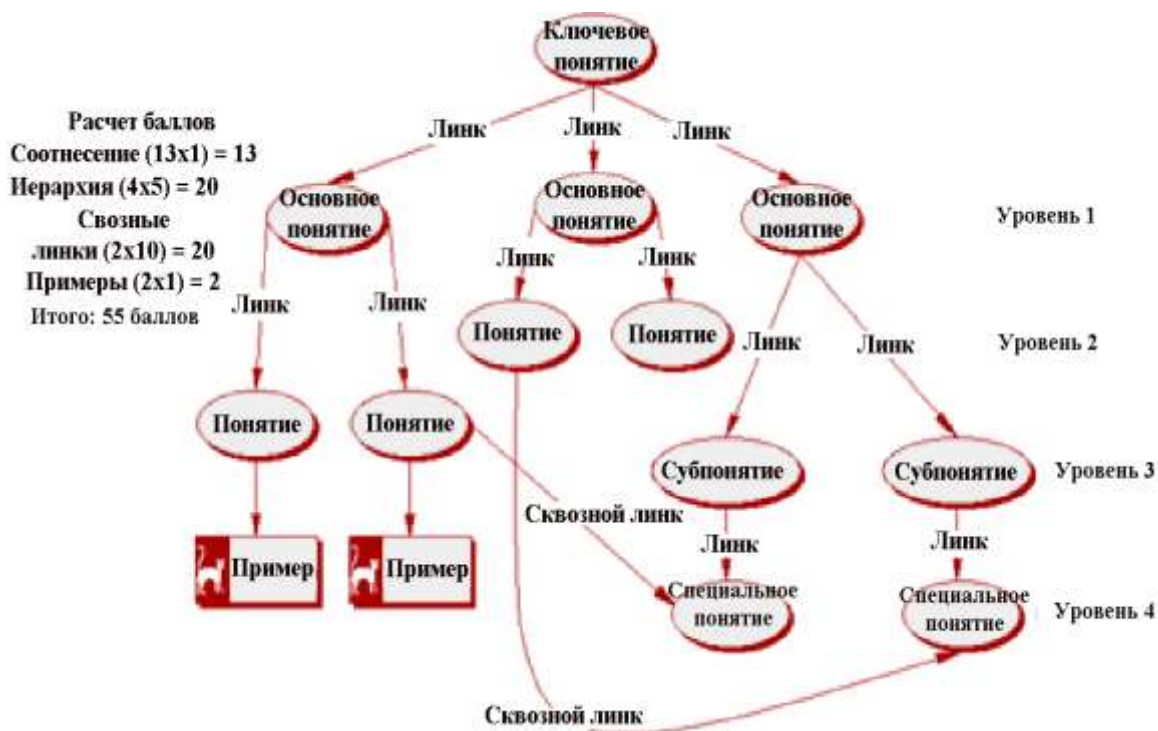 Ключевое
понятие
Линк
Линк
Линк
Расчет баллов
Соотнесение (13х1) = 13
Иерархия (4х5) = 20
Свозные
линки (2х10) = 20
Примеры (2х1) = 2
Итого: 55 баллов
Основное
понятие
Основное
понятие
Основное
понятие
Уровень 1
Линк
Линк
Линк
Линк
Понятие
Понятие
Линк
Линк
Уровень 2
Понятие
Понятие
Субпонятие
Субпонятие
Уровень 3
Сквозной линк
Линк
Линк
Пример
Пример
Специальное
понятие
Специальное
понятие
Уровень 4
Сквозной линк